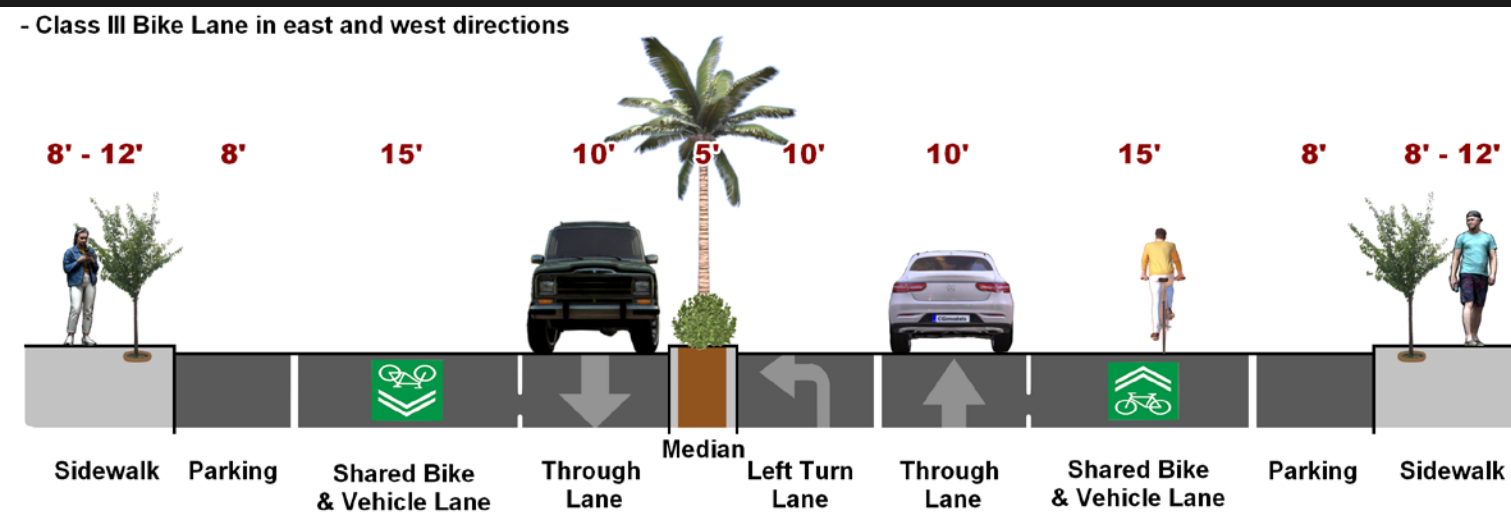 - Class III Bike Lane in east and west directions
8' - 12' 8' 15' 10' 5' 10' 10' 15' 8' 8' - 12'
Sidewalk Parking Shared Bike & Vehicle Lane Through Lane Median Left Turn Lane Through Lane Shared Bike & Vehicle Lane Parking Sidewalk